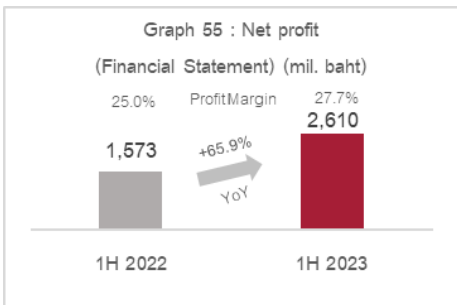 Graph 55 : Net profit
(Financial Statement) (mil. baht)
25.0% ProfitMargin 27.7%
1,573 +65.9% 2,610
YoY
1H 2022 1H 2023